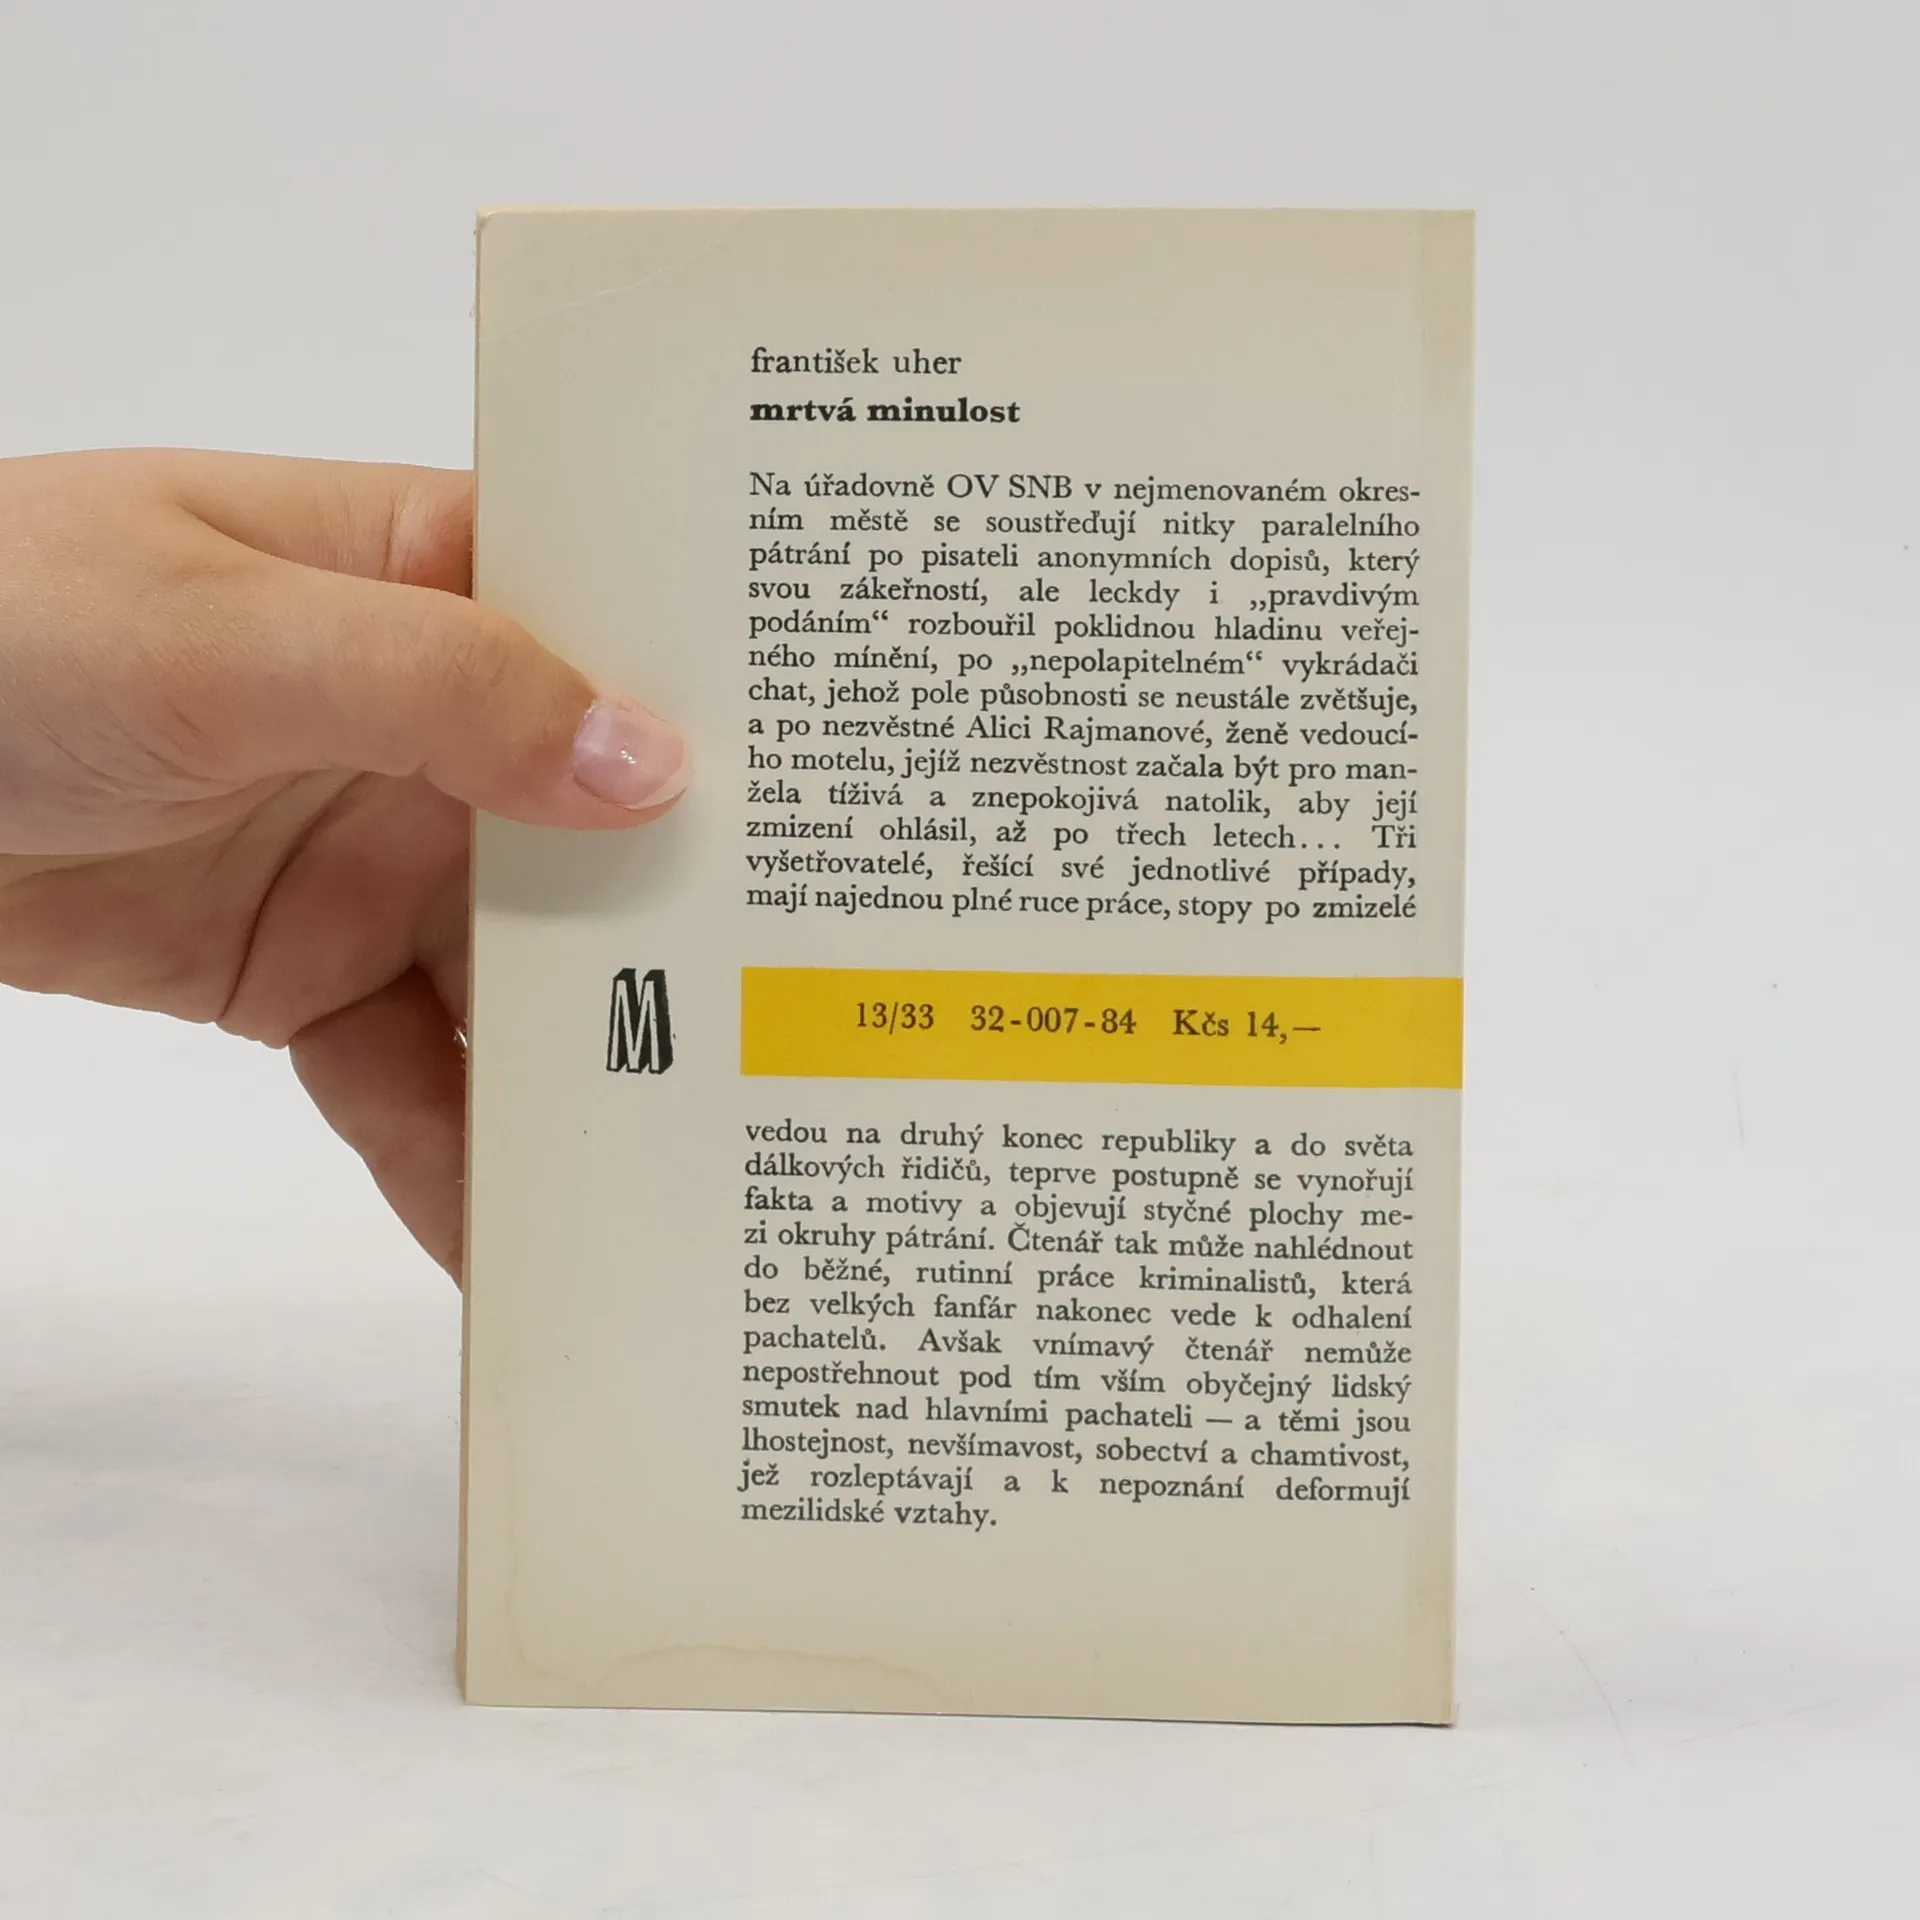 františek uher
mrtvá minulost
Na úřadovně OV SNB v nejmenovaném okres-
ním městě se soustřeďují nitky paralelního
pátrání po pisateli anonymních dopisů, který
svou zákeřností, ale leckdy i „pravdivým
podáním“ rozbouřil poklidnou hladinu veřej-
ného mínění, po „nepolapitelném“ vykrádači
chat, jehož pole působnosti se neustále zvětšuje,
a po nezvěstné Alici Rajmanové, ženě vedoucí-
ho motelu, jejíž nezvěstnost začala být pro man-
žela tíživá a znepokojivá natolik, aby její
zmizení ohlásil, až po třech letech... Tři
vyšetřovatelé, řešící své jednotlivé případy,
mají najednou plné ruce práce, stopy po zmizelé
M
13/33 32-007-84 Kčs 14,—
vedou na druhý konec republiky a do světa
dálkových řidičů, teprve postupně se vynořují
fakta a motivy a objevují styčné plochy me-
zi okruhy pátrání. Čtenář tak může nahlédnout
do běžné, rutinní práce kriminalistů, která
bez velkých fanfár nakonec vede k odhalení
pachatelů. Avšak vnímavý čtenář nemůže
nepostřehnout pod tím vším obyčejný lidský
smutek nad hlavními pachateli — a těmi jsou
lhostejnost, nevšímavost, sobectví a chamtivost,
jež rozleptávají a k nepoznání deformují
mezilidské vztahy.